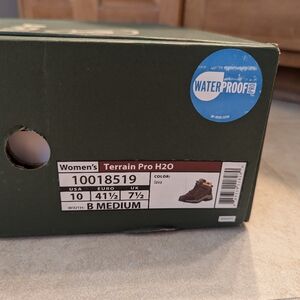 WATERPROOF
Women's Terrain Pro H2O
10018519
COLOR:
USA EURO UK
10 41½ 7½
WIDTH: B MEDIUM